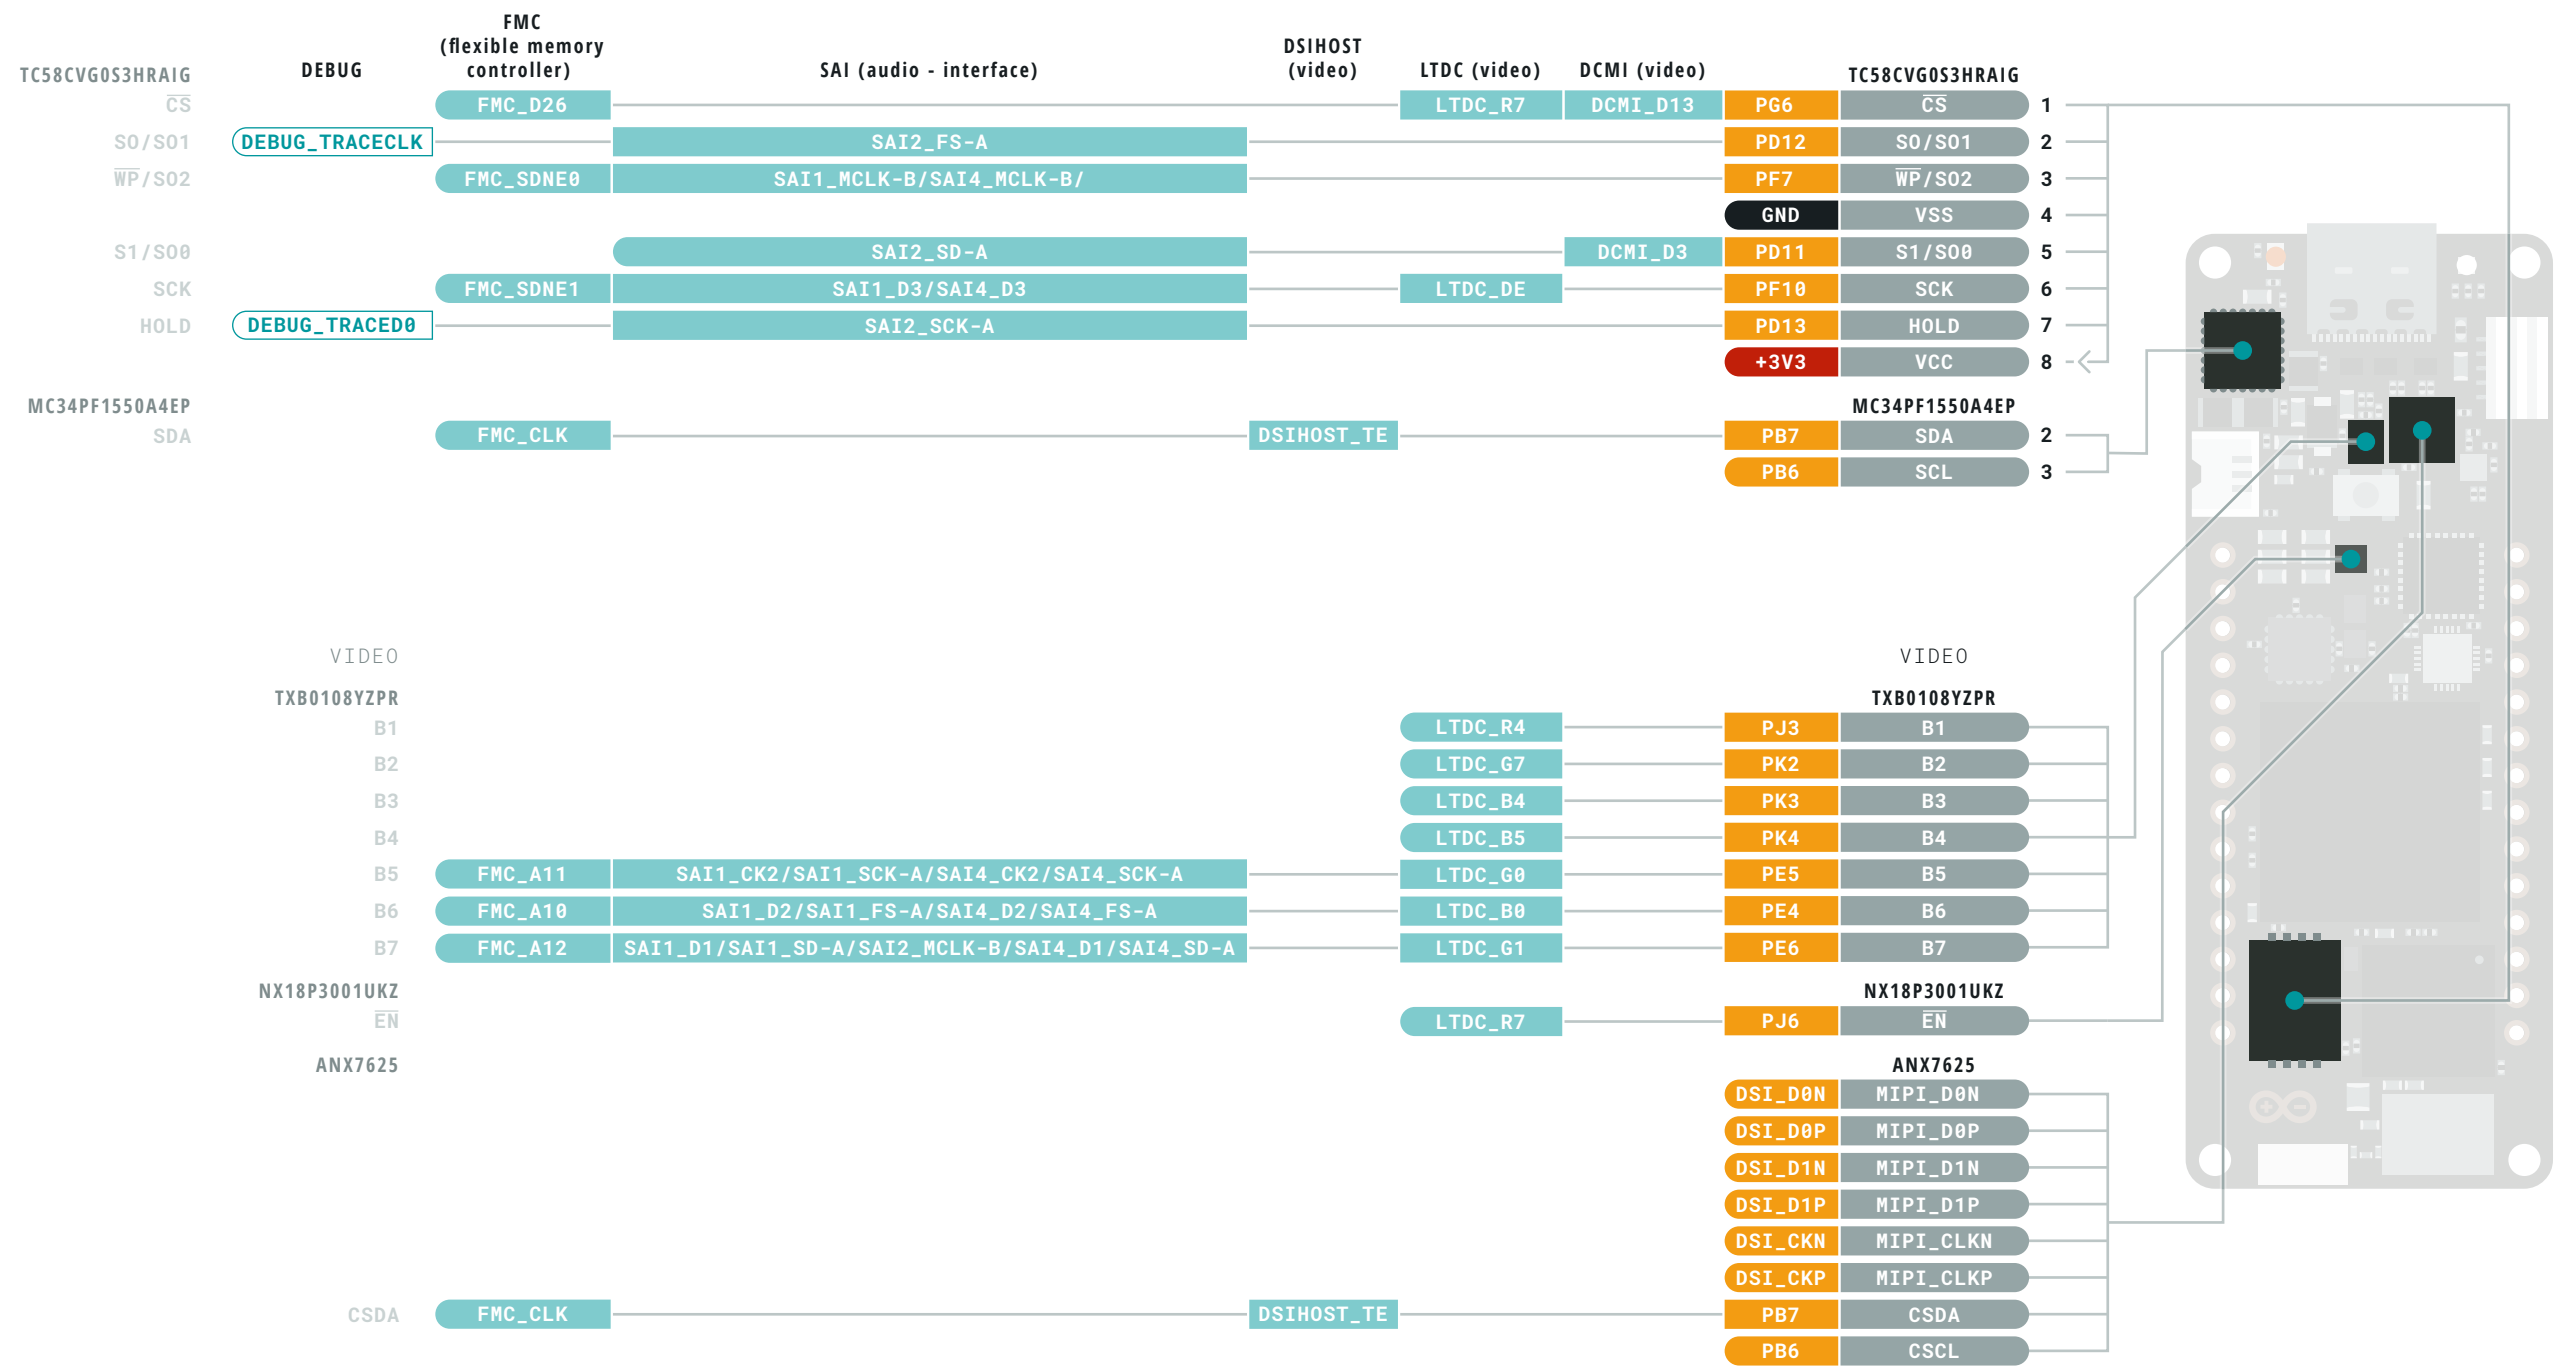 FMC
(flexible memory
controller)
DSIHOST
(video)
TC58CVG0S3HRAIG DEBUG SAI (audio - interface) LTDC (video) DCMI (video) TC58CVG0S3HRAIG
CS FMC_D26 LTDC_R7 DCMI_D13 PG6 CS 1
SO/SO1 DEBUG_TRACECLK SAI2_FS-A PD12 SO/SO1 2
WP/SO2 FMC_SDNE0 SAI1_MCLK-B/SAI4_MCLK-B/ PF7 WP/SO2 3
GND VSS 4
S1/SO0 SAI2_SD-A DCMI_D3 PD11 S1/SO0 5
SCK FMC_SDNE1 SAI1_D3/SAI4_D3 LTDC_DE PF10 SCK 6
HOLD DEBUG_TRACED0 SAI2_SCK-A PD13 HOLD 7
+3V3 VCC 8
MC34PF1550A4EP MC34PF1550A4EP
SDA FMC_CLK DSIHOST_TE PB7 SDA 2
PB6 SCL 3
VIDEO VIDEO
TXB0108YZPR TXB0108YZPR
B1 LTDC_R4 PJ3 B1
B2 LTDC_G7 PK2 B2
B3 LTDC_B4 PK3 B3
B4 LTDC_B5 PK4 B4
B5 FMC_A11 SAI1_CK2/SAI1_SCK-A/SAI4_CK2/SAI4_SCK-A LTDC_G0 PE5 B5
B6 FMC_A10 SAI1_D2/SAI1_FS-A/SAI4_D2/SAI4_FS-A LTDC_B0 PE4 B6
B7 FMC_A12 SAI1_D1/SAI1_SD-A/SAI2_MCLK-B/SAI4_D1/SAI4_SD-A LTDC_G1 PE6 B7
NX18P3001UKZ NX18P3001UKZ
EN LTDC_R7 PJ6 EN
ANX7625 ANX7625
DSI_D0N MIPI_D0N
DSI_D0P MIPI_D0P
DSI_D1N MIPI_D1N
DSI_D1P MIPI_D1P
DSI_CKN MIPI_CLKN
DSI_CKP MIPI_CLKP
CSDA FMC_CLK DSIHOST_TE PB7 CSDA
PB6 CSCL